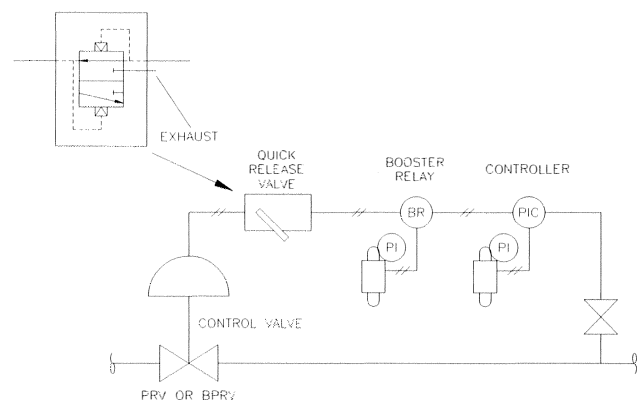 EXHAUST
QUICK
RELEASE
VALVE
BOOSTER
RELAY
CONTROLLER
BR
PIC
PI
PI
CONTROL VALVE
PRV OR BPRV